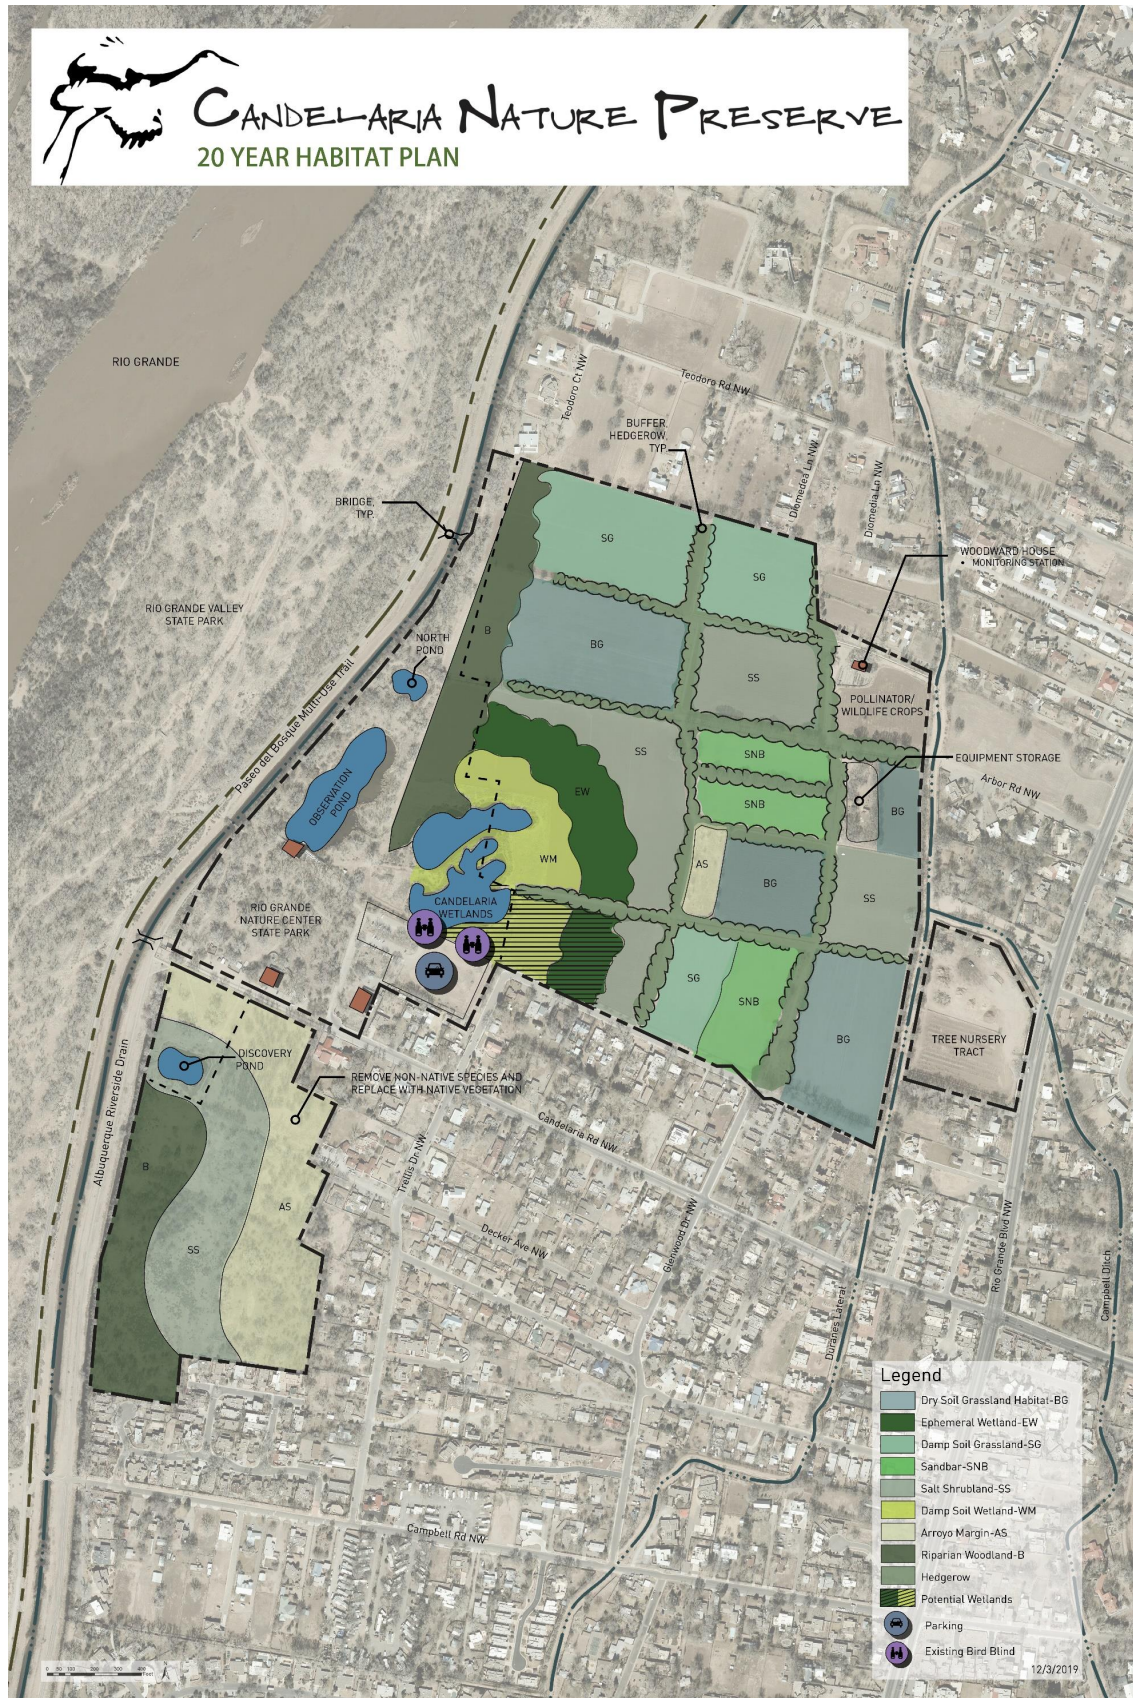 CANDELARIA NATURE PRESERVE
20 YEAR HABITAT PLAN
RIO GRANDE
Teodoro Ct NW
Teodoro Rd NW
BUFFER,
HEDGEROW,
TYP.
Diomedea Ln NW
Diomedia Ln NW
BRIDGE,
TYP.
SG
SG
WOODWARD HOUSE
• MONITORING STATION
RIO GRANDE VALLEY
STATE PARK
B
NORTH
POND
BG
SS
POLLINATOR/
WILDLIFE CROPS
Paseo del Bosque Multi-Use Trail
SS
SNB
EQUIPMENT STORAGE
Arbor Rd NW
OBSERVATION
POND
EW
SNB
BG
WM
AS
BG
SS
CANDELARIA
WETLANDS
RIO GRANDE
NATURE CENTER
STATE PARK
SG
SNB
BG
TREE NURSERY
TRACT
DISCOVERY
POND
REMOVE NON-NATIVE SPECIES AND
REPLACE WITH NATIVE VEGETATION
Albuquerque Riverside Drain
Candelaria Rd NW
B
Trellis Dr NW
AS
SS
Decker Ave NW
Glenwood Dr NW
Rio Grande Blvd NW
Campbell Ditch
Duranes Lateral
Campbell Rd NW
Legend
Dry Soil Grassland Habitat-BG
Ephemeral Wetland-EW
Damp Soil Grassland-SG
Sandbar-SNB
Salt Shrubland-SS
Damp Soil Wetland-WM
Arroyo Margin-AS
Riparian Woodland-B
Hedgerow
Potential Wetlands
Parking
Existing Bird Blind
12/3/2019
0 50 100 200 300 400
Feet